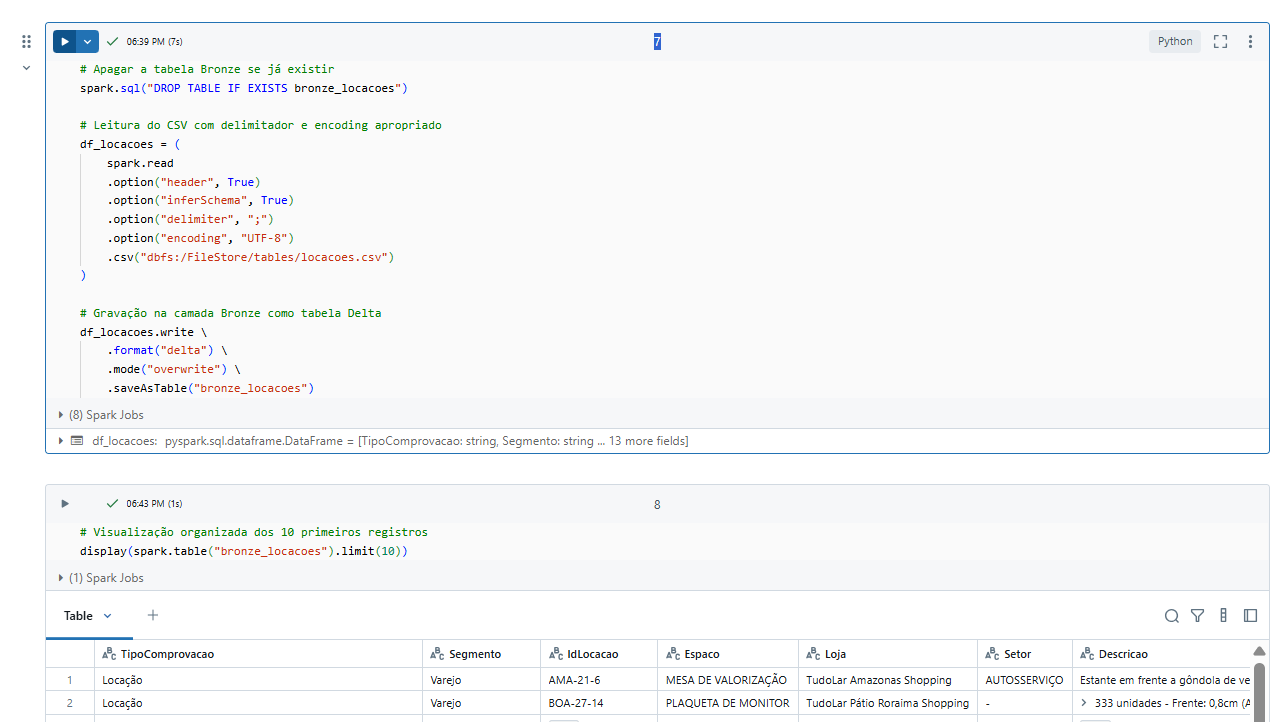 06:39 PM (7s)
7
Python
# Apagar a tabela Bronze se já existir
spark.sql("DROP TABLE IF EXISTS bronze_locacoes")
# Leitura do CSV com delimitador e encoding apropriado
df_locacoes = (
spark.read
.option("header", True)
.option("inferSchema", True)
.option("delimiter", ";")
.option("encoding", "UTF-8")
.csv("dbfs:/FileStore/tables/locacoes.csv")
)
# Gravação na camada Bronze como tabela Delta
df_locacoes.write \
.format("delta") \
.mode("overwrite") \
.saveAsTable("bronze_locacoes")
(8) Spark Jobs
df_locacoes: pyspark.sql.dataframe.DataFrame = [TipoComprovacao: string, Segmento: string ... 13 more fields]
06:43 PM (1s)
8
# Visualização organizada dos 10 primeiros registros
display(spark.table("bronze_locacoes").limit(10))
(1) Spark Jobs
Table
TipoComprovacao Segmento IdLocacao Espaco Loja Setor Descricao
1 Locação Varejo AMA-21-6 MESA DE VALORIZAÇÃO TudoLar Amazonas Shopping AUTOSSERVIÇO Estante em frente a gôndola de ve
2 Locação Varejo BOA-27-14 PLAQUETA DE MONITOR TudoLar Pátio Roraima Shopping - 333 unidades - Frente: 0,8cm (A